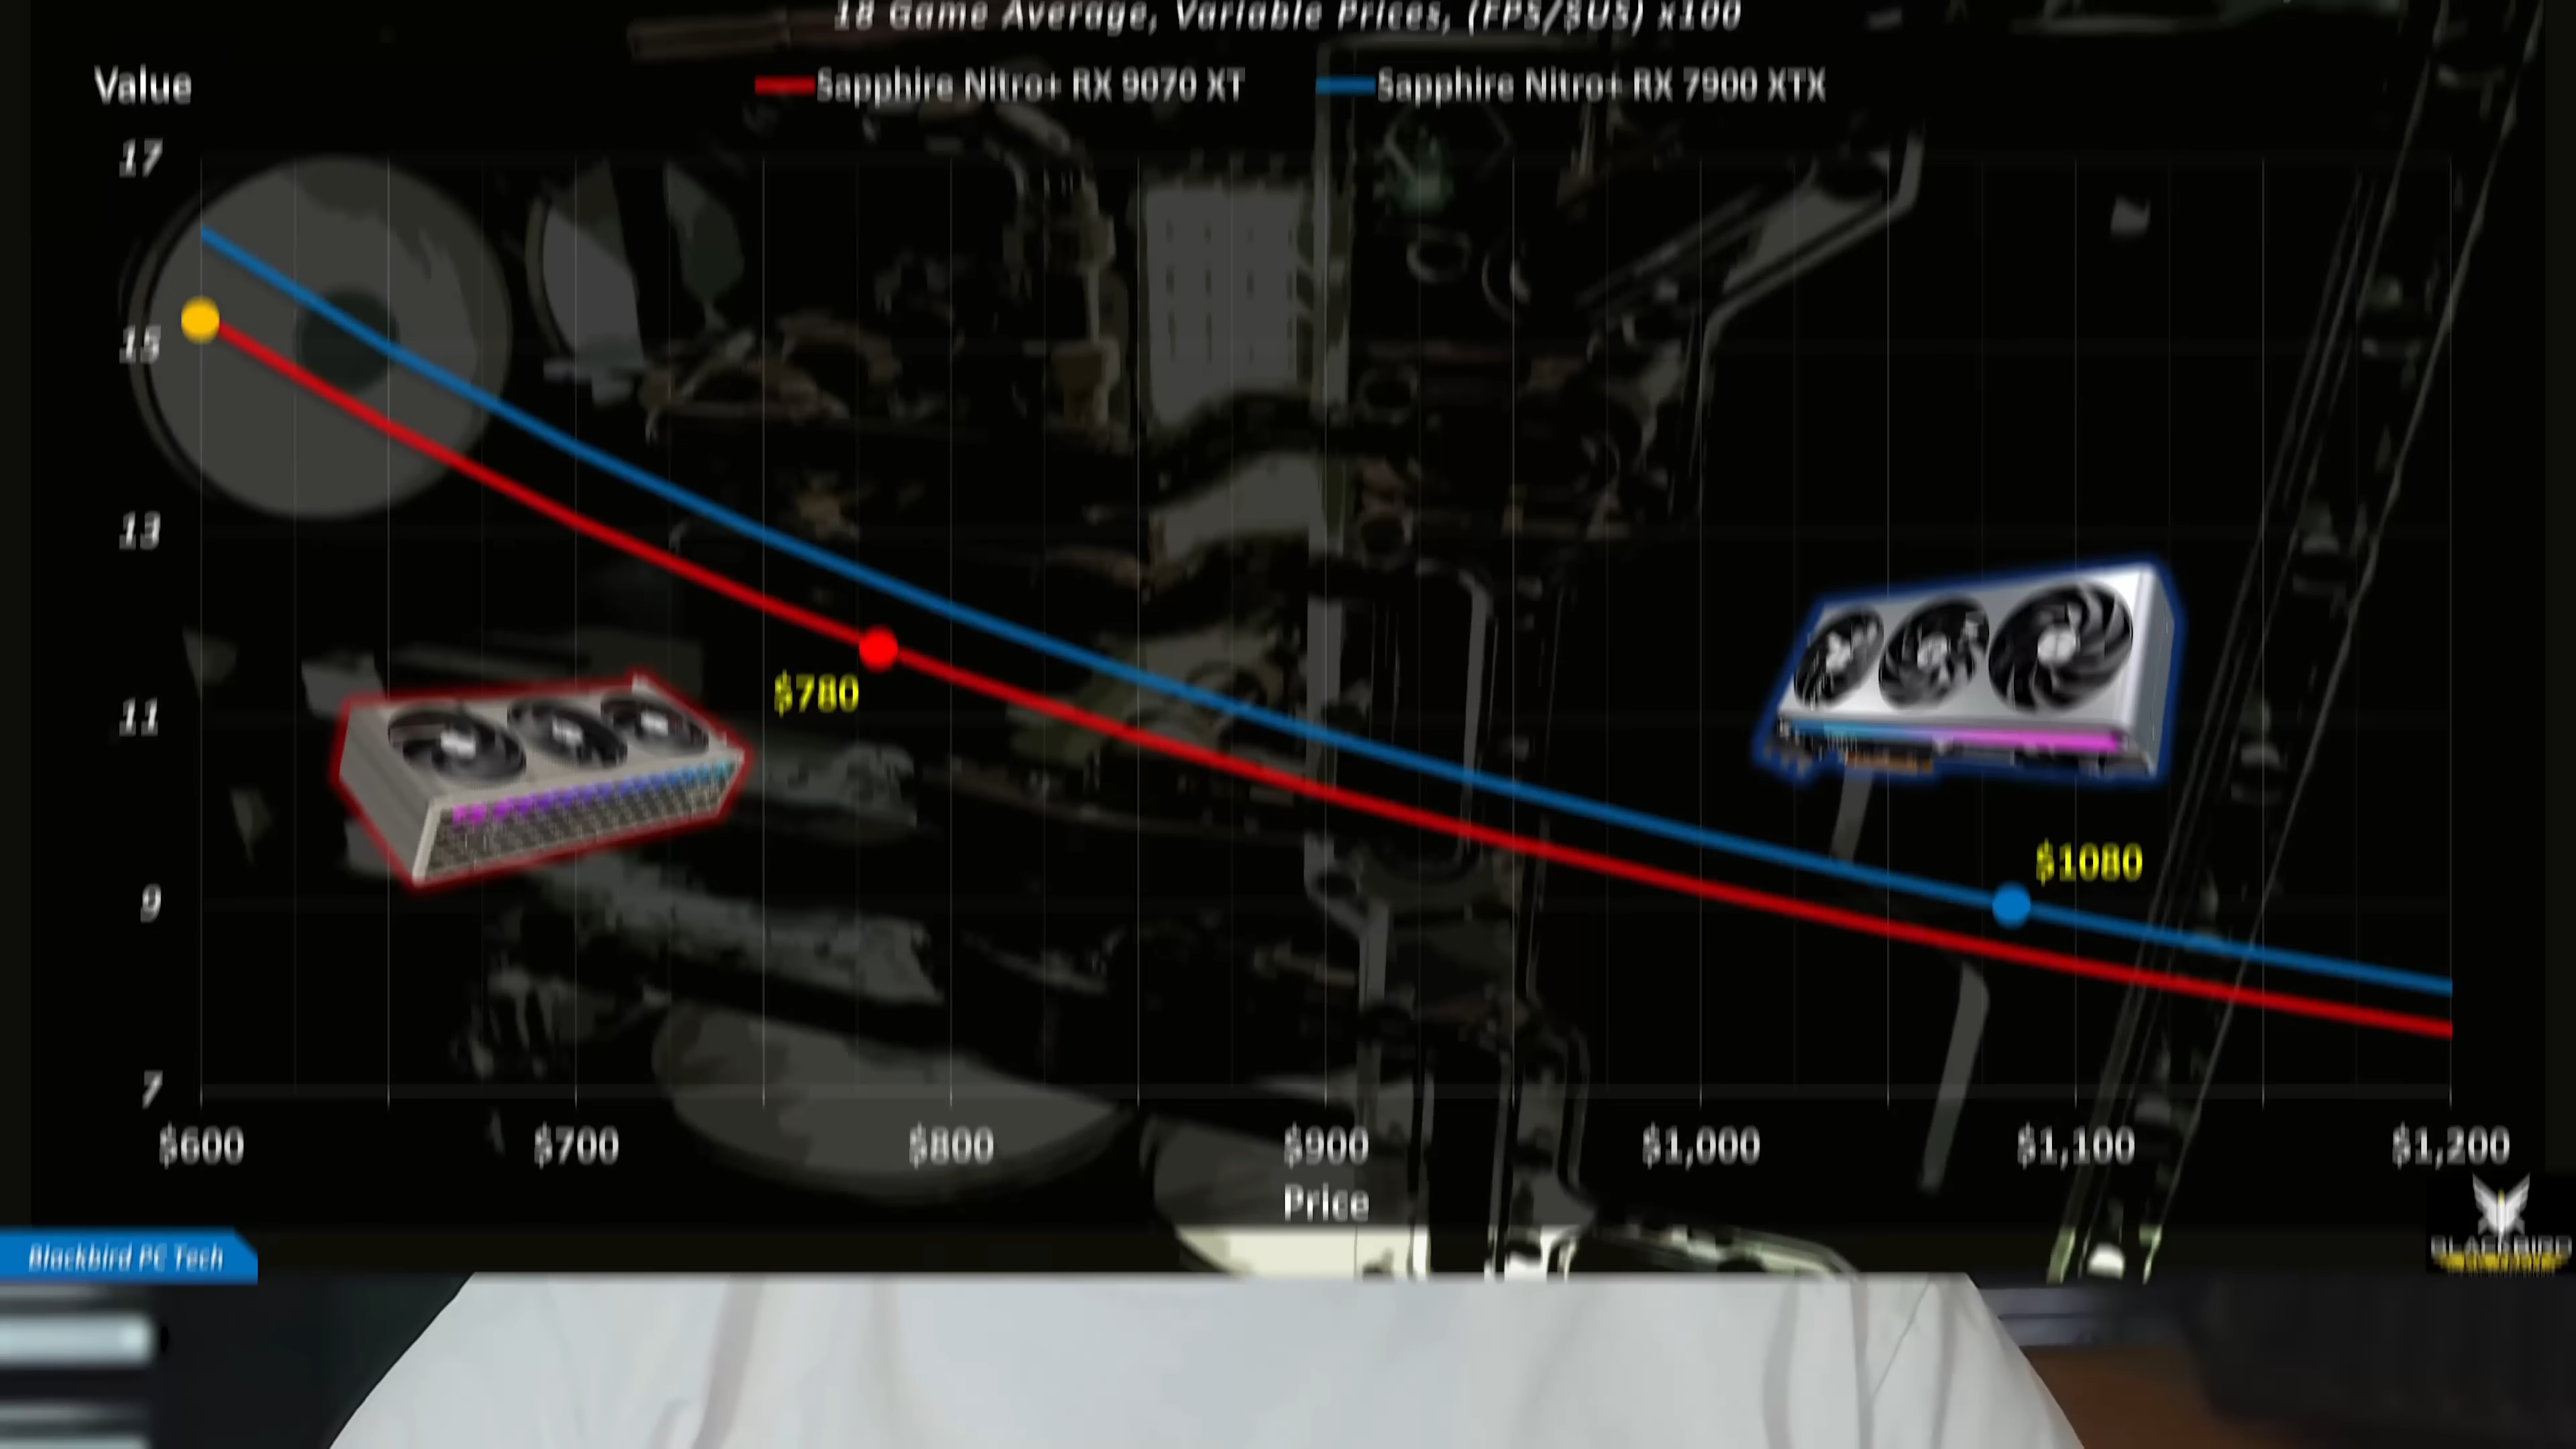 18 Game Average, Variable Prices, (FPS/$US) x100
Value
Sapphire Nitro+ RX 9070 XT
Sapphire Nitro+ RX 7900 XTX
17
15
13
11
9
7
$780
$1080
$600
$700
$800
$900
$1,000
$1,100
$1,200
Price
Blackbird PC Tech
BLACKBIRD